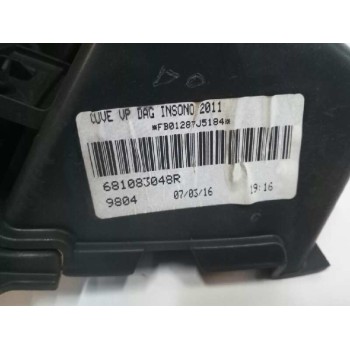 CUVE VP DAG INSONO 2011
*FB01287J5184*
681083048R
9804 07/03/16 19:16